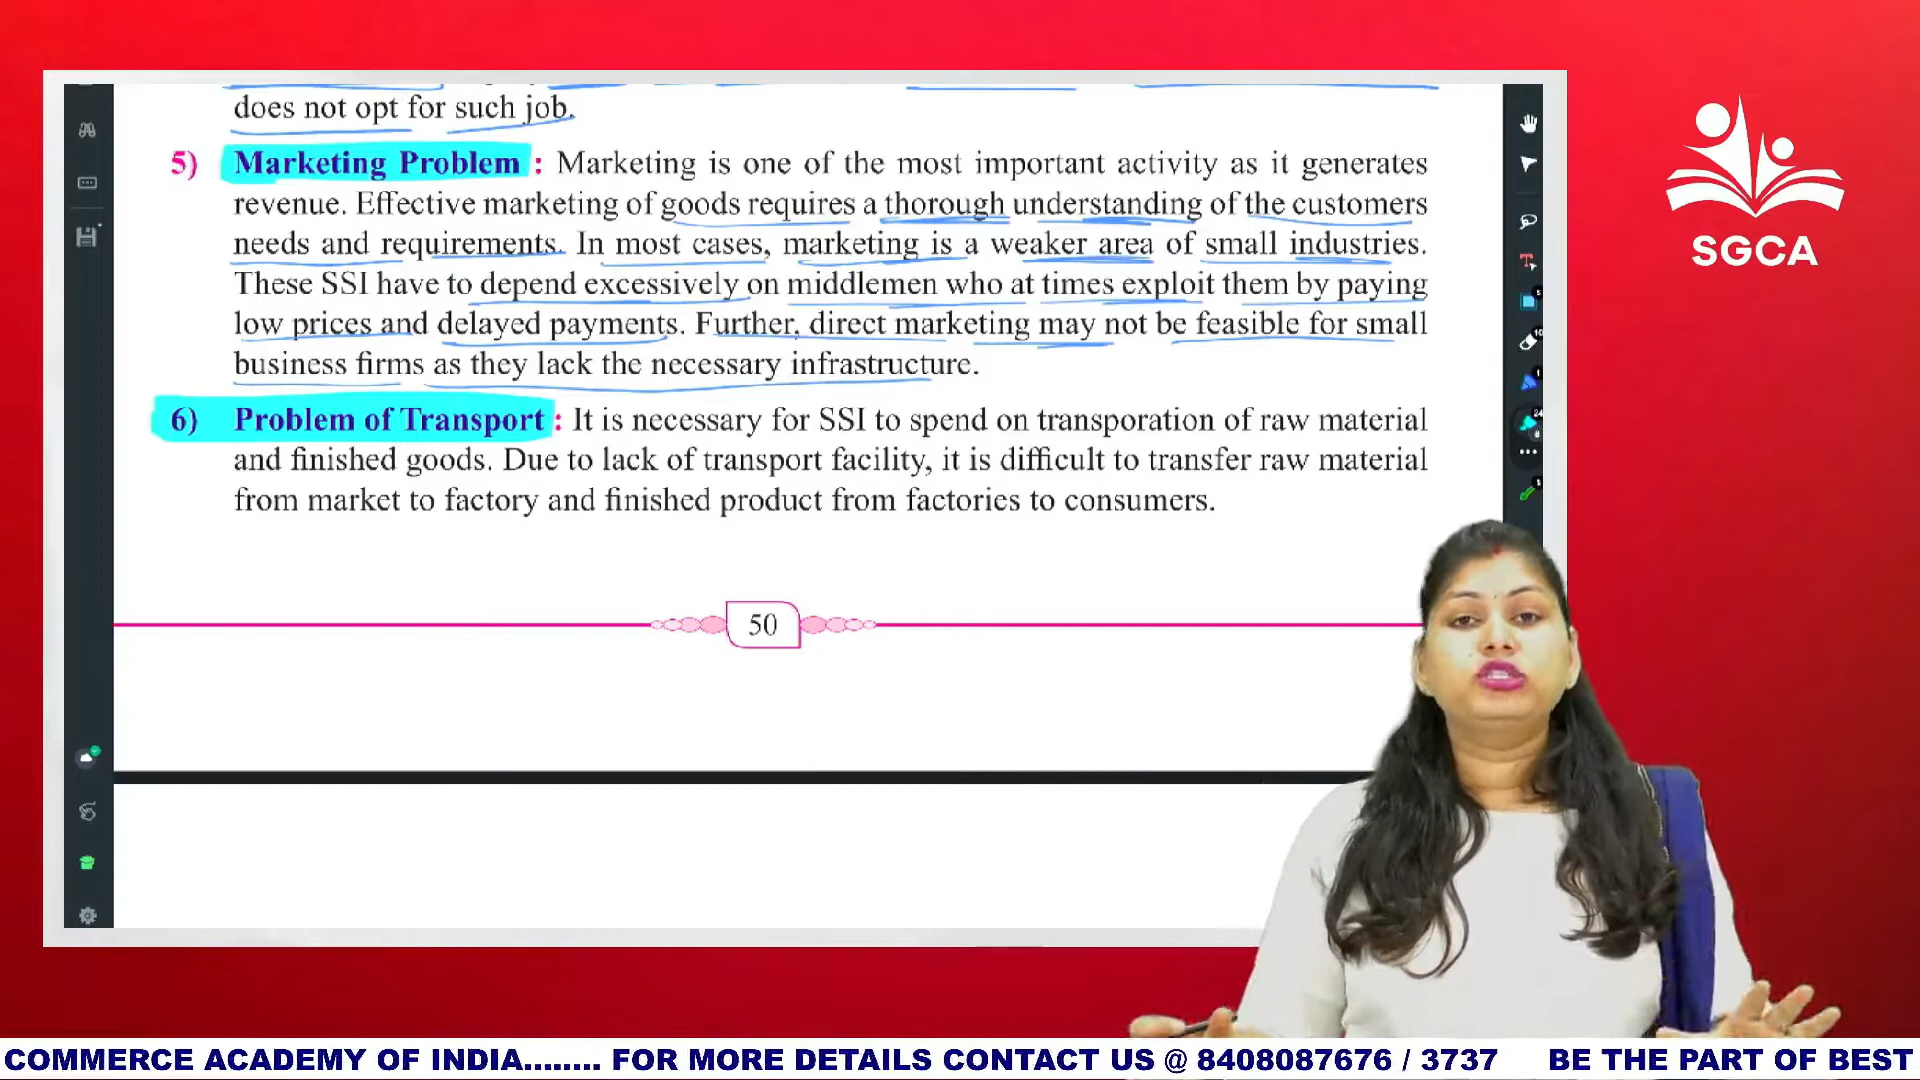 does not opt for such job.
5) Marketing Problem : Marketing is one of the most important activity as it generates
revenue. Effective marketing of goods requires a thorough understanding of the customers
needs and requirements. In most cases, marketing is a weaker area of small industries.
These SSI have to depend excessively on middlemen who at times exploit them by paying
low prices and delayed payments. Further, direct marketing may not be feasible for small
business firms as they lack the necessary infrastructure.
6) Problem of Transport : It is necessary for SSI to spend on transporation of raw material
and finished goods. Due to lack of transport facility, it is difficult to transfer raw material
from market to factory and finished product from factories to consumers.
50
SGCA
COMMERCE ACADEMY OF INDIA........ FOR MORE DETAILS CONTACT US @ 8408087676 / 3737 BE THE PART OF BEST